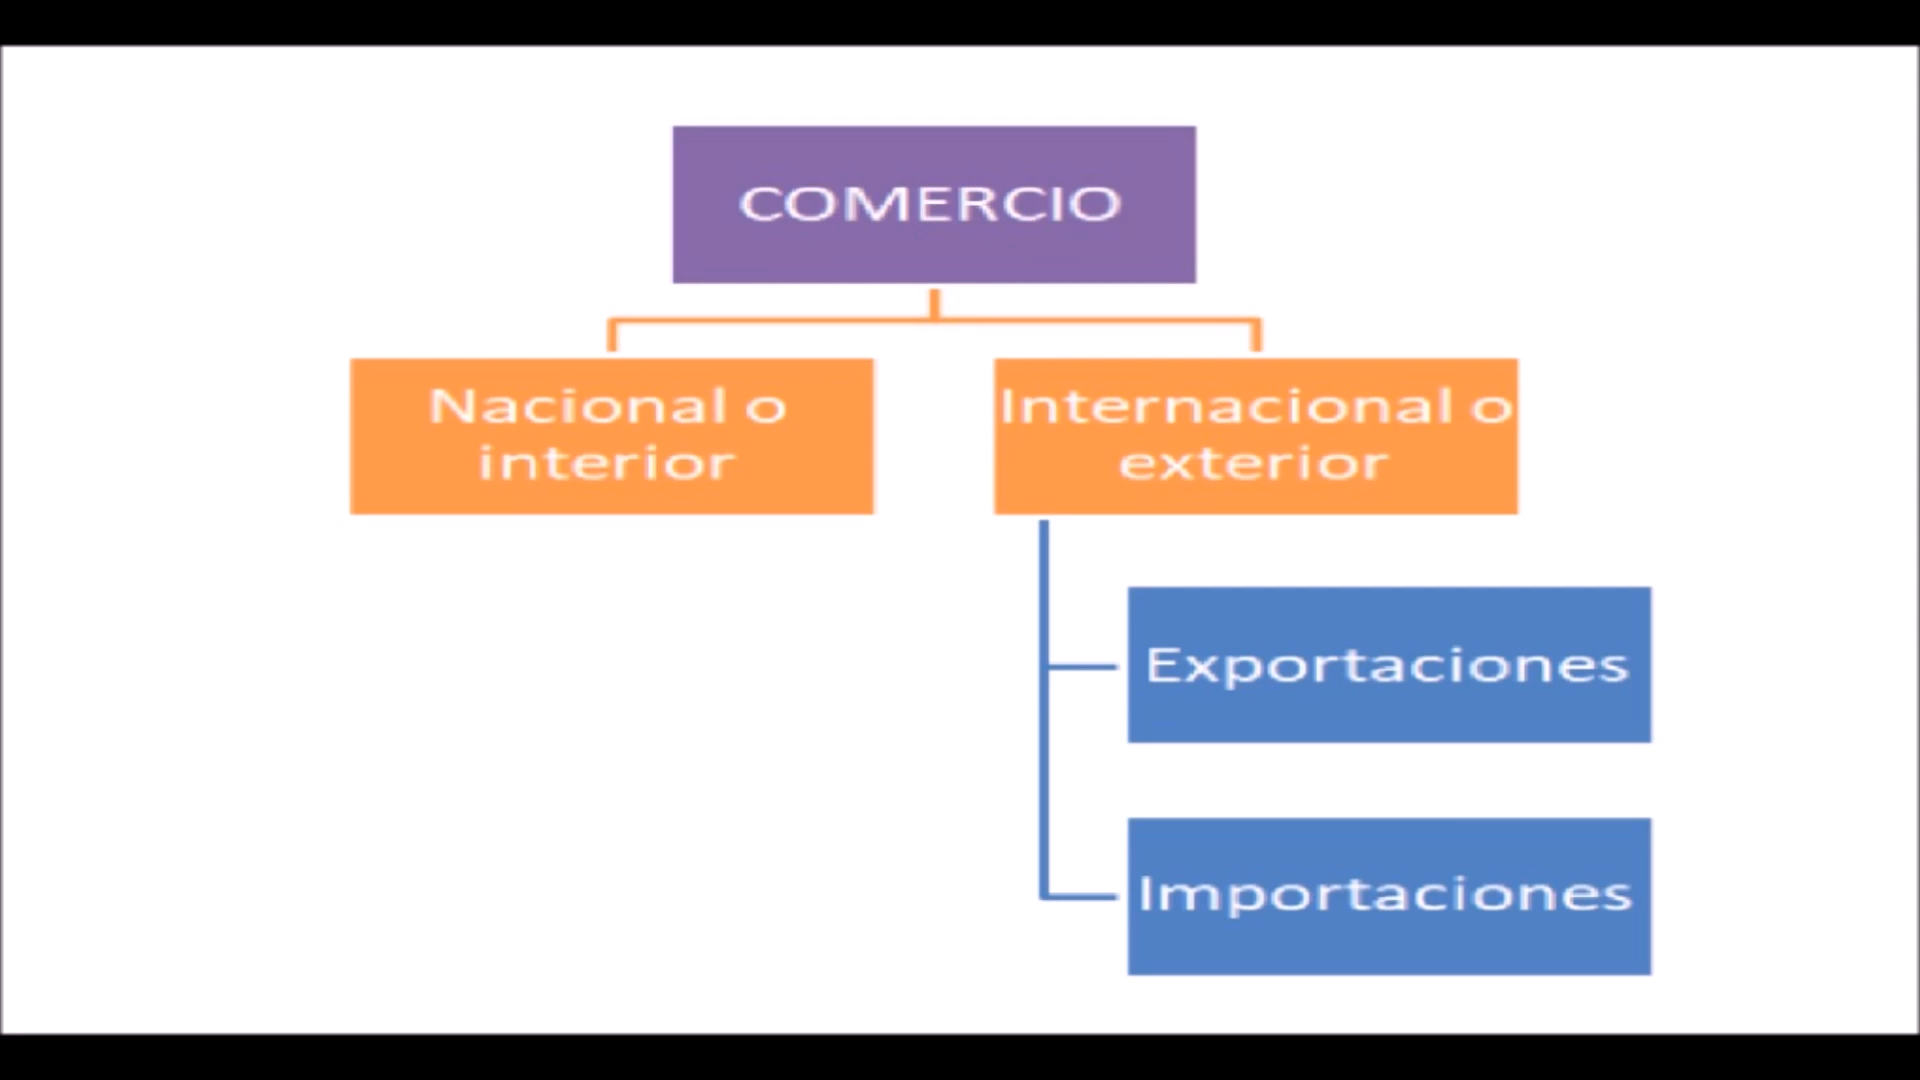 COMERCIO
Nacional o
interior
Internacional o
exterior
Exportaciones
Importaciones